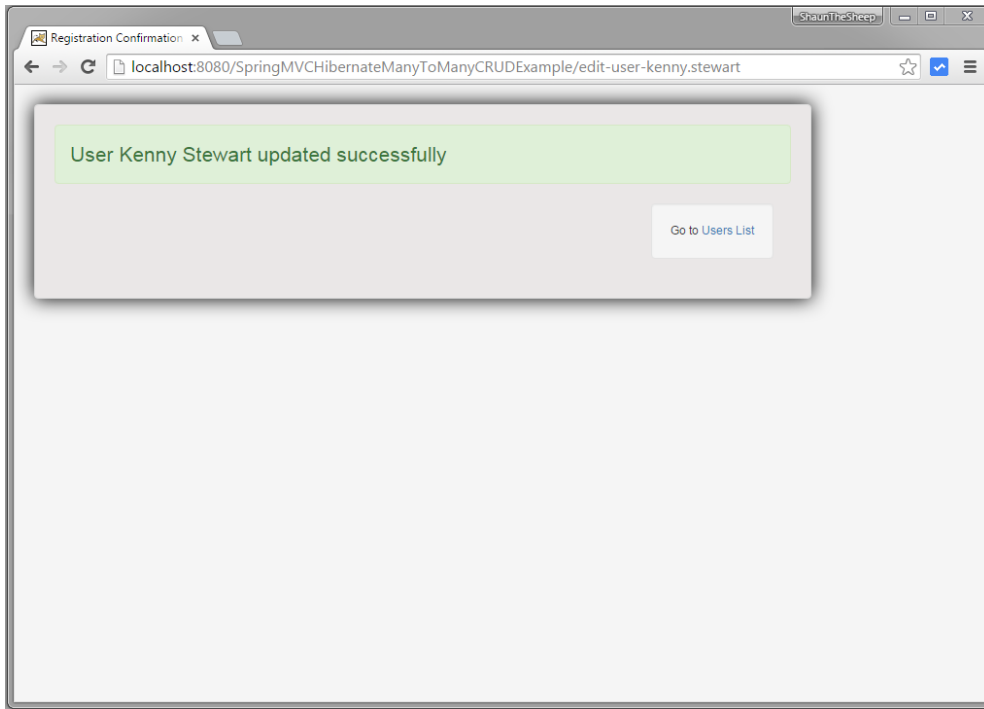 ShaunTheSheep
Registration Confirmation
localhost:8080/SpringMVCHibernateManyToManyCRUDExample/edit-user-kenny.stewart
User Kenny Stewart updated successfully
Go to Users List